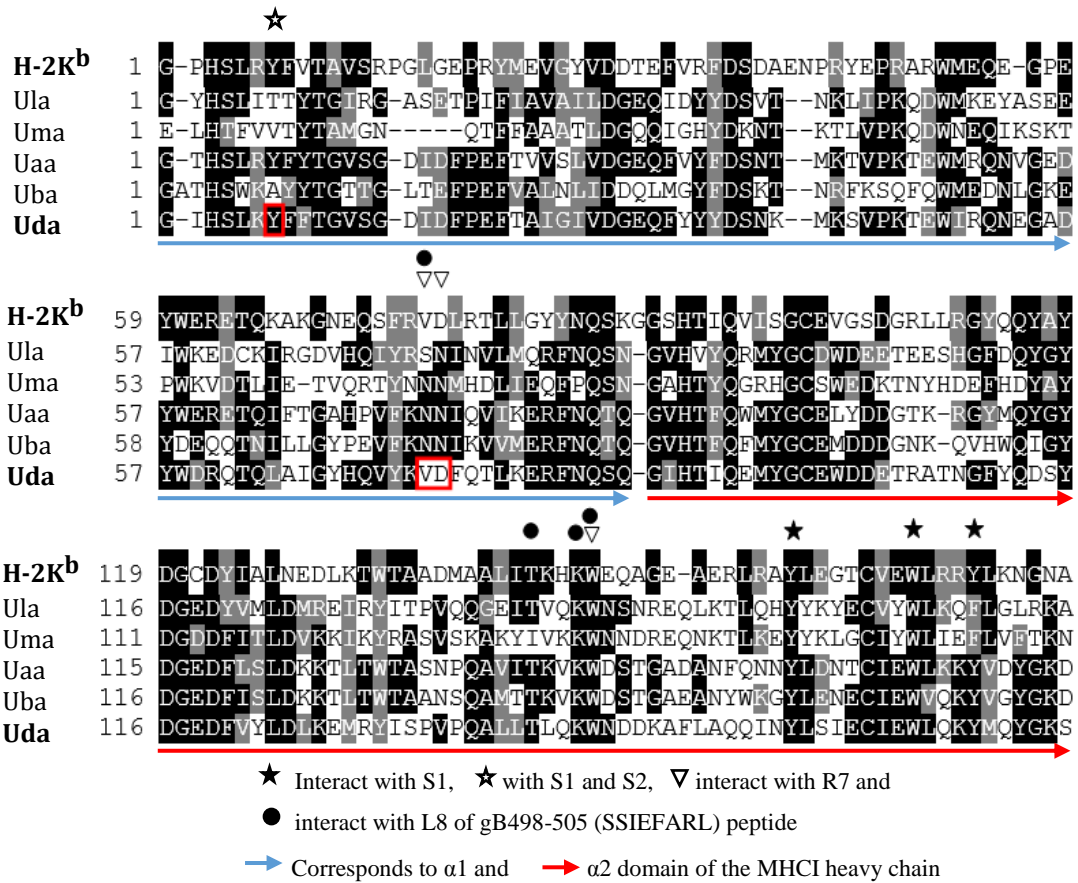 H-2Kb 1 G-PHSLRYFVTAVSRPGLGEPRYMEVGYVDDTEFVRFDSDAENPRYEPRARWMEQE-GPE
Ula 1 G-YHSLITTYTGIRG-ASETPIFIAVAILDGEQIDYYDSVT--NKLIPKQDWMKEYASEE
Uma 1 E-LHTFVVTYTAMGN-----QTFFAAATLDGQQIGHYDKNT--KTLVPKQDWNEQIKSKT
Uaa 1 G-THSLRYFYTGVSG-DIDFPEFTVVSLVDGEQFVYFDSNT--MKTVPKTEWMRQNVGED
Uba 1 GATHSWKAYYTGTTG-LTEFPEFVALNLIDDQLMGYFDSKT--NRFKSQFQWMEDNLGKE
Uda 1 G-IHSLKYFFTGVSG-DIDFPEFTAIGIVDGEQFYYYDSNK--MKSVPKTEWIRQNEGAD
H-2Kb 59 YWERETQKAKGNEQSFRVDLRTLLGYYNQSKGGSHTIQVISGCEVGSDGRLLRGYQQYAY
Ula 57 IWKEDCKIRGDVHQIYRSNINVLMQRFNQSN-GVHVYQRMYGCDWDEETEESHGFDQYGY
Uma 53 PWKVDTLIE-TVQRTYNNNMHDLIEQFPQSN-GAHTYQGRHGCSWEDKTNYHDEFHDYAY
Uaa 57 YWERETQIFTGAHPVFKNNIQVIKERFNQTQ-GVHTFQWMYGCELYDDGTK-RGYMQYGY
Uba 58 YDEQQTNILLGYPEVFKNNIKVVMERFNQTQ-GVHTFQFMYGCEMDDDGNK-QVHWQIGY
Uda 57 YWDRQTQLAIGYHQVYKVDFQTLKERFNQSQ-GIHTIQEMYGCEWDDETRATNGFYQDSY
H-2Kb 119 DGCDYIALNEDLKTWTAADMAALITKHKWEQAGE-AERLRAYLEGTCVEWLRRYLKNGNA
Ula 116 DGEDYVMLDMREIRYITPVQQGEITVQKWNSNREQLKTLQHYYKYECVYWLKQFLGLRKA
Uma 111 DGDDFITLDVKKIKYRASVSKAKYIVKKWNNDREQNKTLKEYYKLGCIYWLIEFLVFTKN
Uaa 115 DGEDFLSLDKKTLTWTASNPQAVITKVKWDSTGADANFQNNYLDNTCIEWLKKYVDYGKD
Uba 116 DGEDFISLDKKTLTWTAANSQAMTTKVKWDSTGAEANYWKGYLENECIEWVQKYVGYGKD
Uda 116 DGEDFVYLDLKEMRYISPVPQALLTLQKWNDDKAFLAQQINYLSIECIEWLQKYMQYGKS
★ Interact with S1, ☆ with S1 and S2, ▽ interact with R7 and
● interact with L8 of gB498-505 (SSIEFARL) peptide
→ Corresponds to α1 and → α2 domain of the MHCI heavy chain